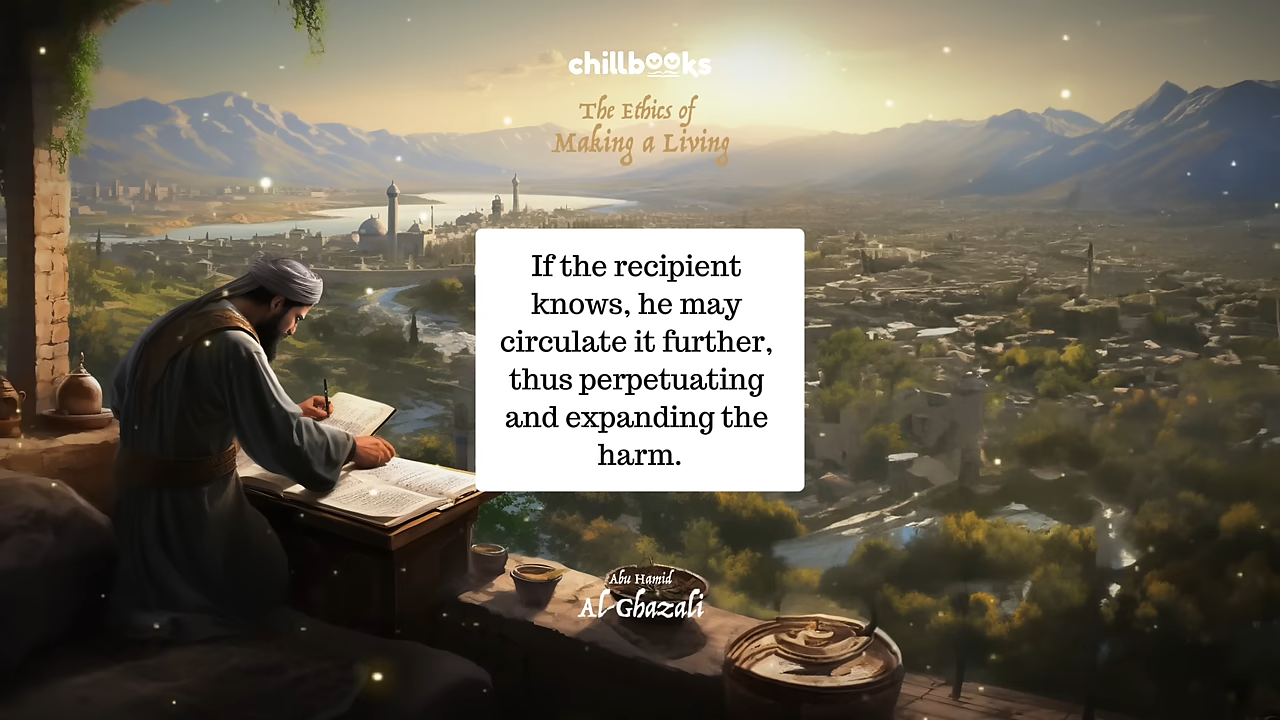 chillbooks
The Ethics of
Making a Living
If the recipient
knows, he may
circulate it further,
thus perpetuating
and expanding the
harm.
Abu Hamid
Al-Ghazali